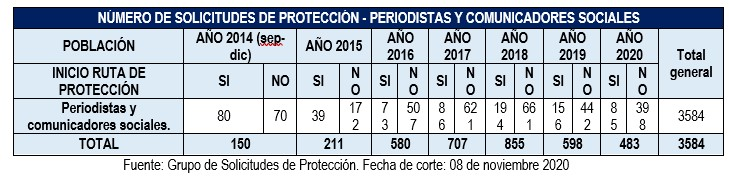 NÚMERO DE SOLICITUDES DE PROTECCIÓN - PERIODISTAS Y COMUNICADORES SOCIALES
POBLACIÓN AÑO 2014 (sep-dic) AÑO 2015 AÑO 2016 AÑO 2017 AÑO 2018 AÑO 2019 AÑO 2020 Total general
INICIO RUTA DE PROTECCIÓN SI NO SI NO SI NO SI NO SI NO SI NO SI NO
Periodistas y comunicadores sociales. 80 70 39 172 73 507 86 621 194 661 156 442 85 398 3584
TOTAL 150 211 580 707 855 598 483 3584
Fuente: Grupo de Solicitudes de Protección. Fecha de corte: 08 de noviembre 2020